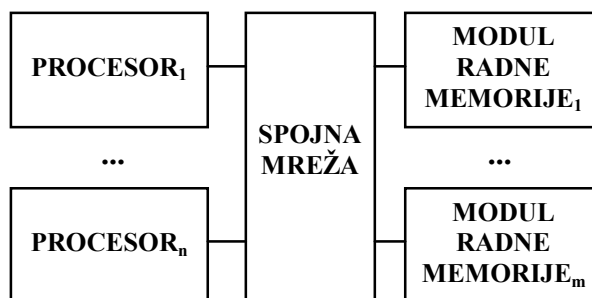 PROCESOR₁
SPOJNA
MREŽA
MODUL
RADNE
MEMORIJE₁
...
...
PROCESORₙ
MODUL
RADNE
MEMORIJEₘ